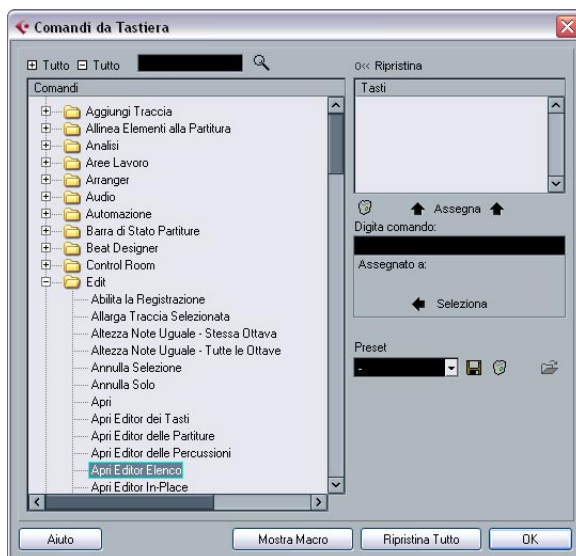 Comandi da Tastiera
Tutto Tutto
Comandi
Aggiungi Traccia
Allinea Elementi alla Partitura
Analisi
Aree Lavoro
Arranger
Audio
Automazione
Barra di Stato Partiture
Beat Designer
Control Room
Edit
Abilita la Registrazione
Allarga Traccia Selezionata
Altezza Note Uguale - Stessa Ottava
Altezza Note Uguale - Tutte le Ottave
Annulla Selezione
Annulla Solo
Apri
Apri Editor dei Tasti
Apri Editor delle Partiture
Apri Editor delle Percussioni
Apri Editor Elenco
Apri Editor In-Place
Ripristina
Tasti
Assegna
Digita comando:
Assegnato a:
Seleziona
Preset
-
Aiuto
Mostra Macro
Ripristina Tutto
OK